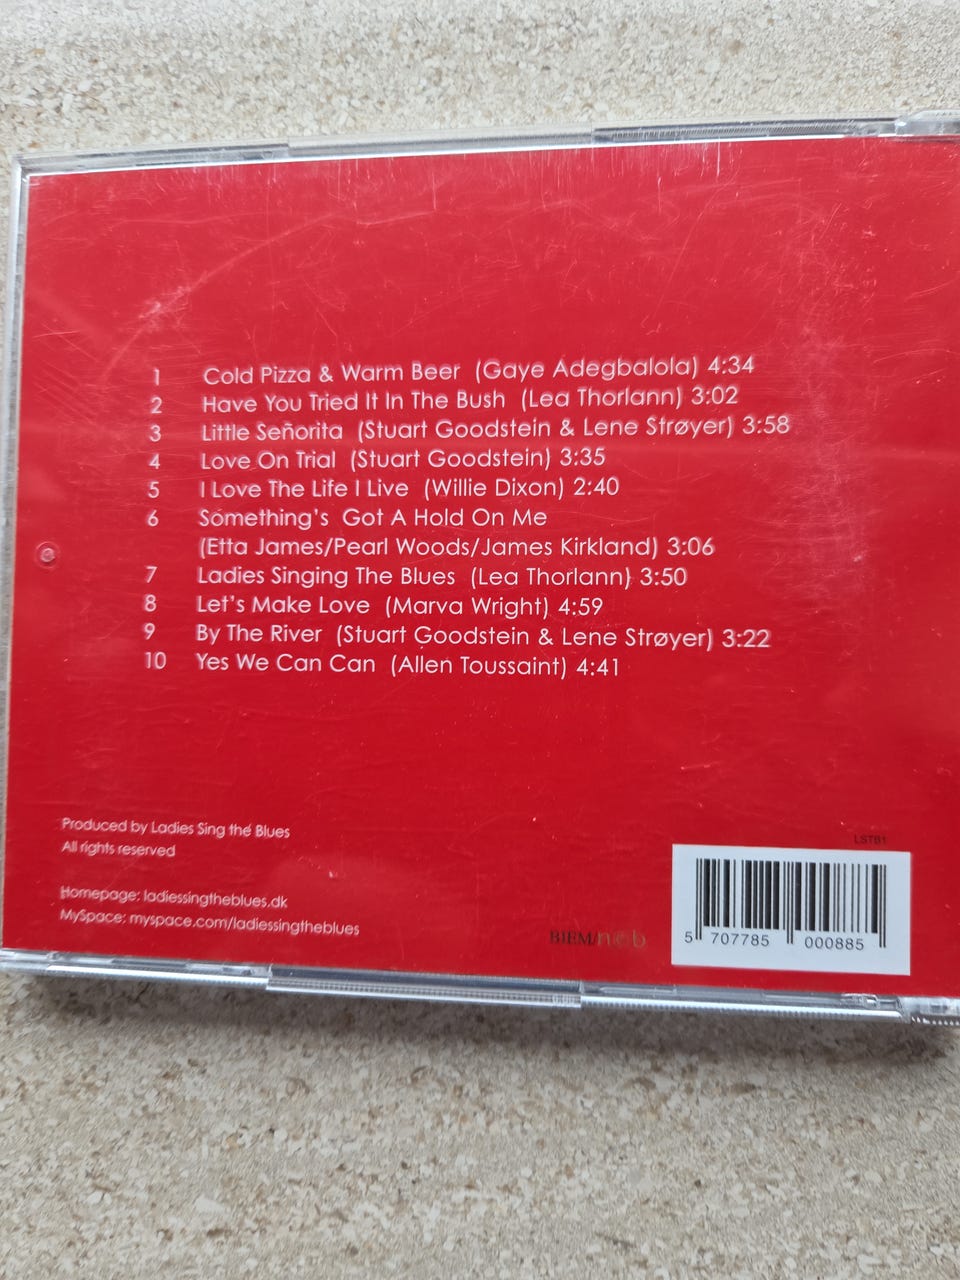 1 Cold Pizza & Warm Beer (Gaye Adegbalola) 4:34
2 Have You Tried It In The Bush (Lea Thorlann) 3:02
3 Little Señorita (Stuart Goodstein & Lene Strøyer) 3:58
4 Love On Trial (Stuart Goodstein) 3:35
5 I Love The Life I Live (Willie Dixon) 2:40
6 Something's Got A Hold On Me
(Etta James/Pearl Woods/James Kirkland) 3:06
7 Ladies Singing The Blues (Lea Thorlann) 3:50
8 Let's Make Love (Marva Wright) 4:59
9 By The River (Stuart Goodstein & Lene Strøyer) 3:22
10 Yes We Can Can (Allen Toussaint) 4:41
Produced by Ladies Sing the Blues
All rights reserved
Homepage: ladiessingtheblues.dk
MySpace: myspace.com/ladiessingtheblues
BIEM/ncb
LSTB1
5 707785 000885